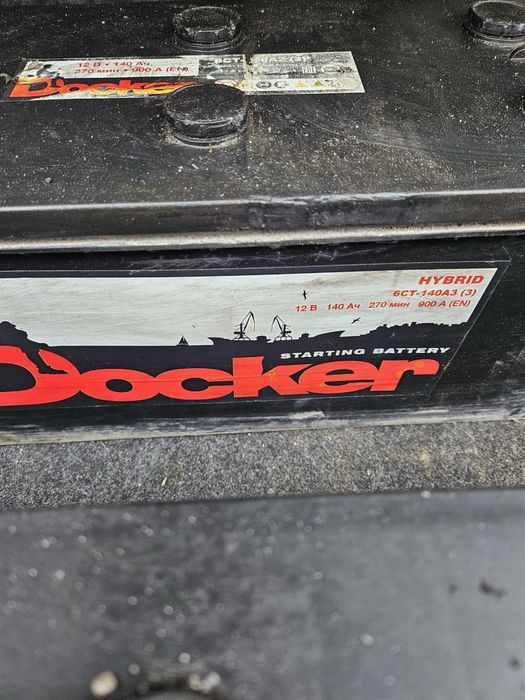 12 В • 140 Ач
270 мин • 900 А (EN)
Docker
HYBRID
6СТ-140АЗ (3)
12 В 140 Ач 270 мин 900 А (EN)
STARTING BATTERY
Docker